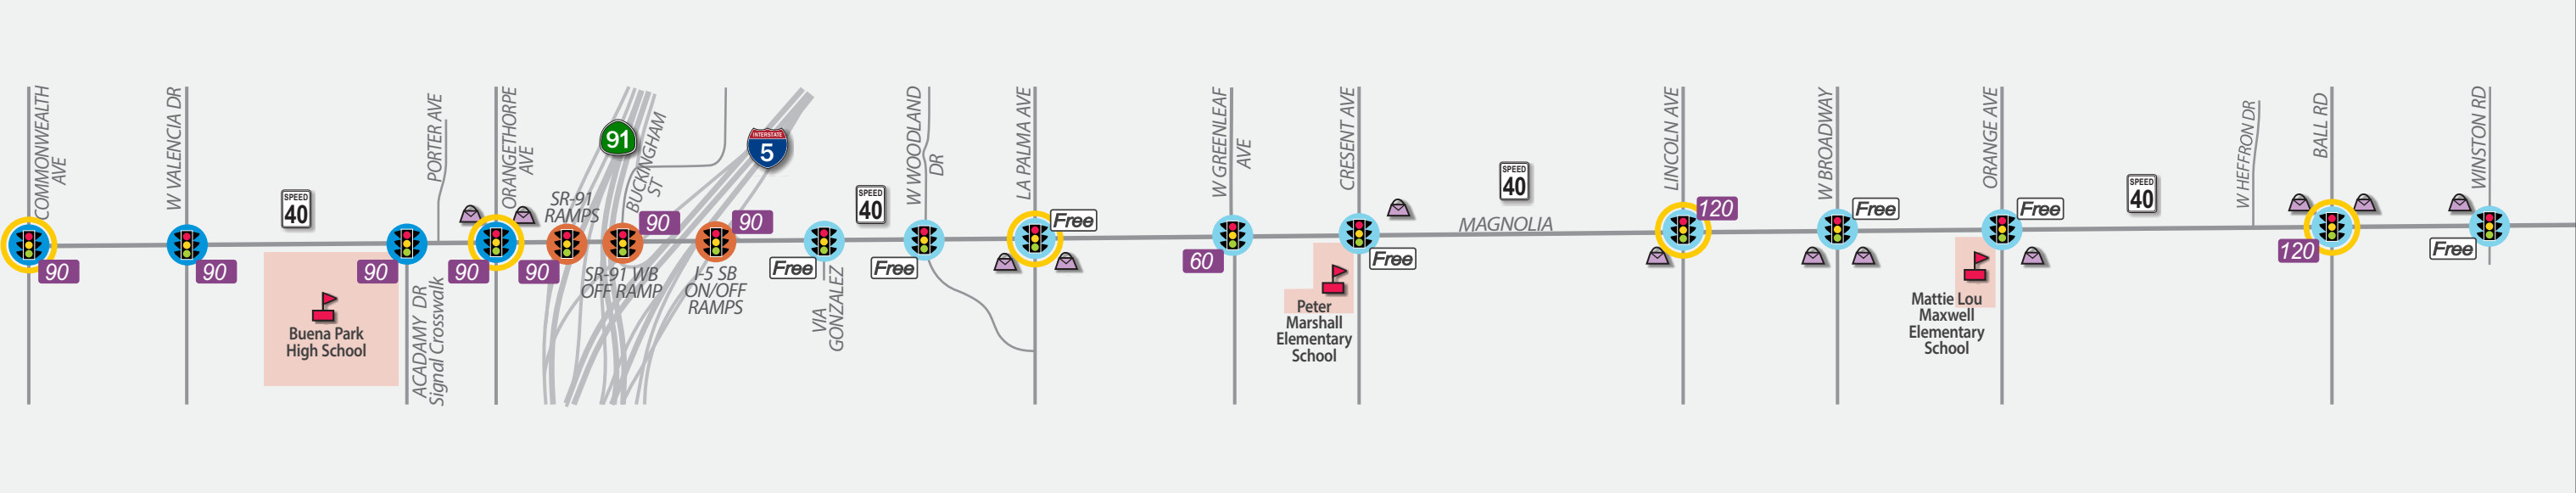 COMMONWEALTH
AVE
90
W VALENCIA DR
90
SPEED
40
Buena Park
High School
90
ACADAMY DR
Signal Crosswalk
PORTER AVE
90
ORANGETHORPE
AVE
90
SR-91
RAMPS
91
BUCKINGHAM
ST
90
SR-91 WB
OFF RAMP
INTERSTATE
5
90
I-5 SB
ON/OFF
RAMPS
Free
VIA
GONZALEZ
SPEED
40
Free
W WOODLAND
DR
LA PALMA AVE
Free
W GREENLEAF
AVE
60
CRESENT AVE
Free
Peter
Marshall
Elementary
School
MAGNOLIA
SPEED
40
LINCOLN AVE
120
W BROADWAY
Free
ORANGE AVE
Free
Mattie Lou
Maxwell
Elementary
School
SPEED
40
W HEFFRON DR
BALL RD
120
WINSTON RD
Free